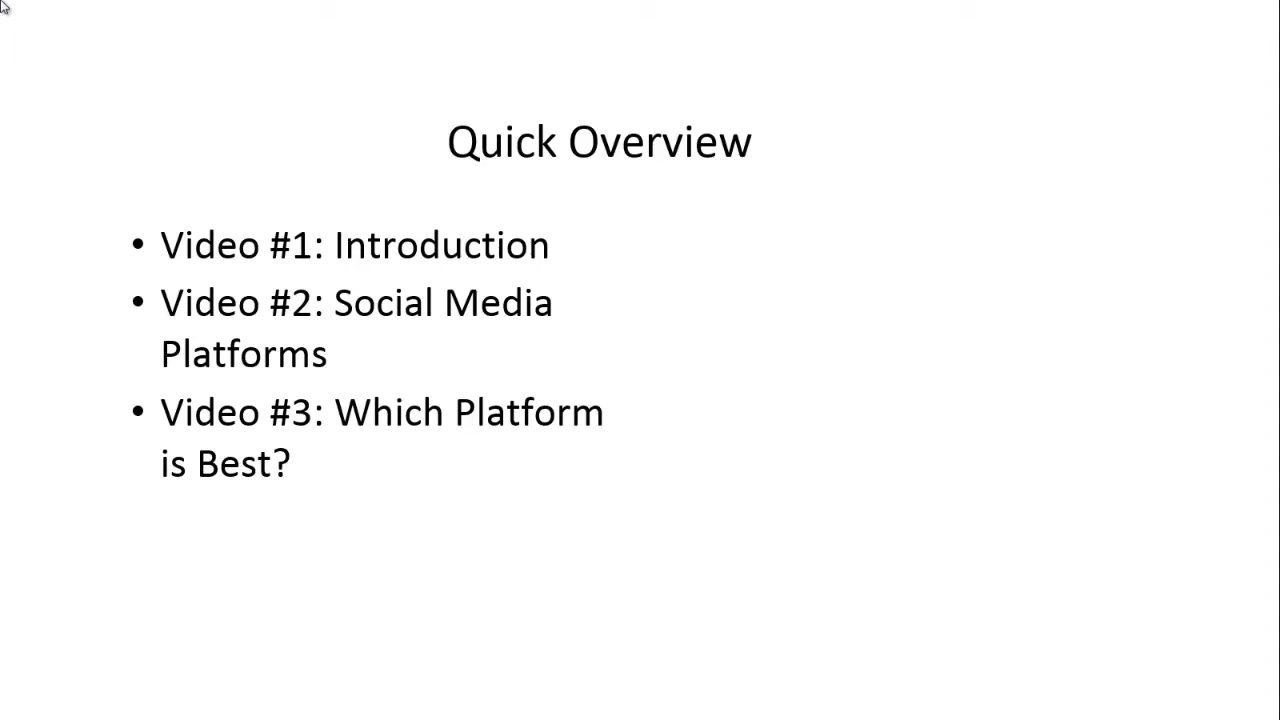 Quick Overview
• Video #1: Introduction
• Video #2: Social Media
Platforms
• Video #3: Which Platform
is Best?